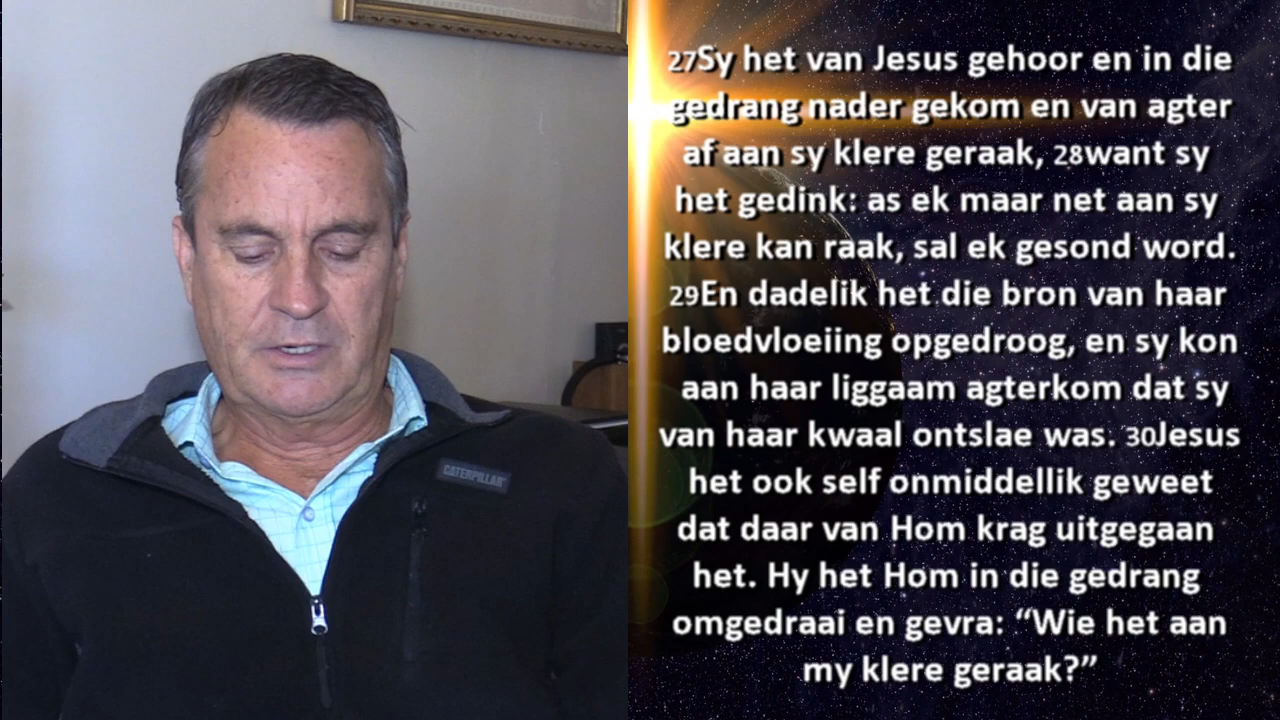 CATERPILLAR
27Sy het van Jesus gehoor en in die
gedrang nader gekom en van agter
af aan sy klere geraak, 28want sy
het gedink: as ek maar net aan sy
klere kan raak, sal ek gesond word.
29En dadelik het die bron van haar
bloedvloeiing opgedroog, en sy kon
aan haar liggaam agterkom dat sy
van haar kwaal ontslae was. 30Jesus
het ook self onmiddellik geweet
dat daar van Hom krag uitgegaan
het. Hy het Hom in die gedrang
omgedraai en gevra: “Wie het aan
my klere geraak?”